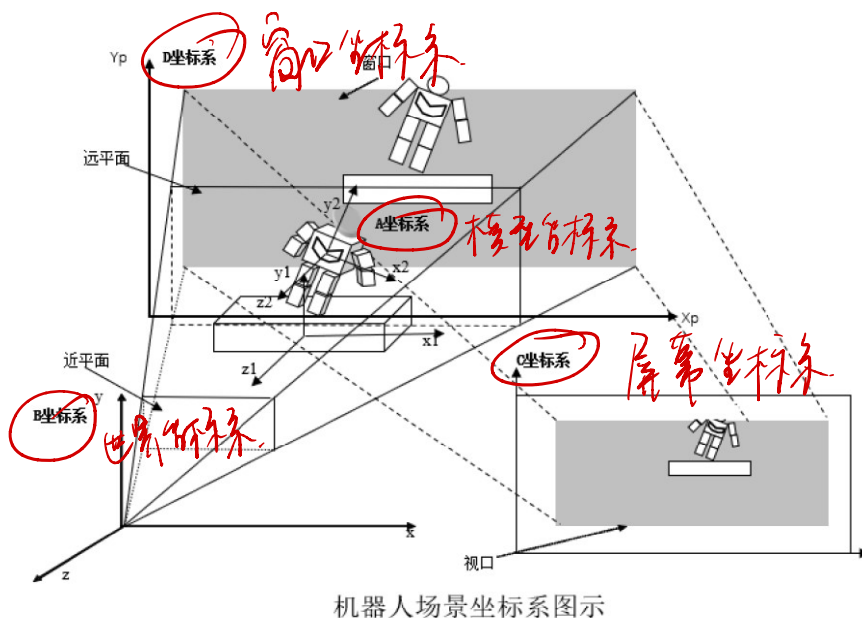 Yp
D坐标系
窗口坐标系
窗口
远平面
y2
A坐标系
模型坐标系
y1
x2
z2
Xp
x1
z1
C坐标系
屏幕坐标系
近平面
y
B坐标系
世界坐标系
x
z
视口
机器人场景坐标系图示